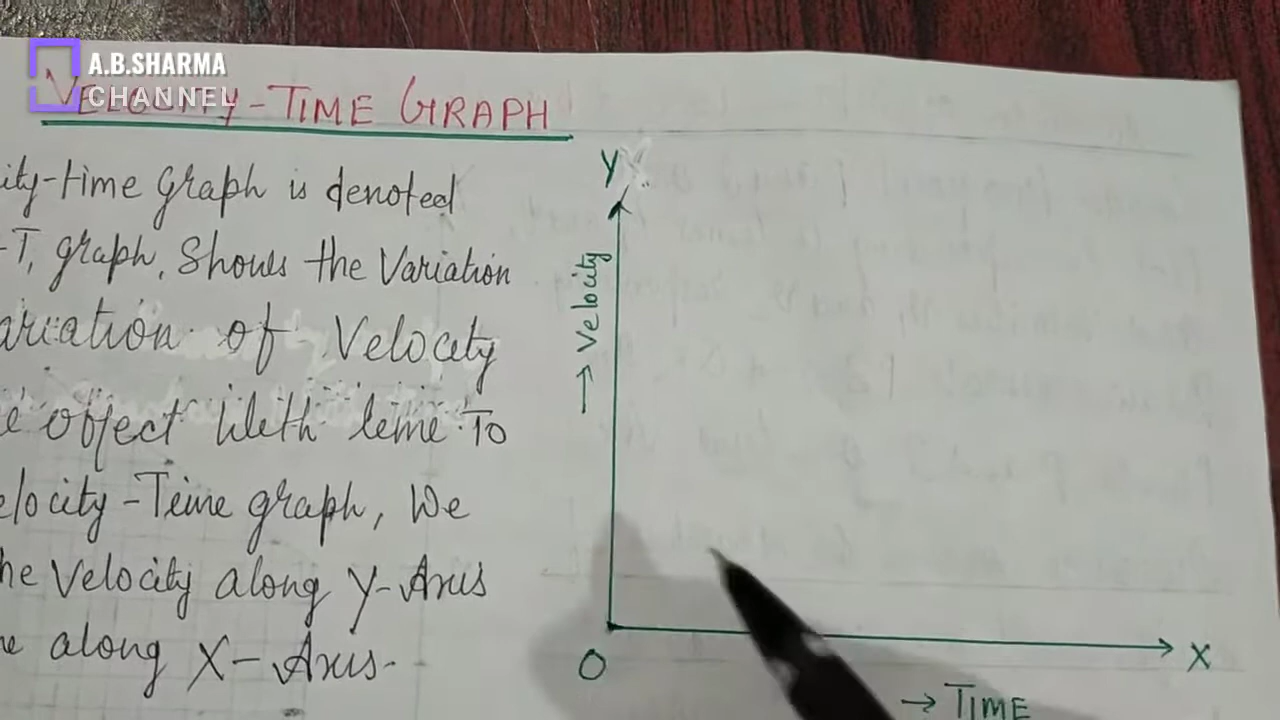 A.B.SHARMA
CHANNEL
VELOCITY-TIME GRAPH
ity-time graph is denoted
-T, graph, Shows the Variation
ariation of Velocity
e object With time. To
elocity-Time graph, We
he Velocity along Y-Axis
e along X-Axis.
Y
→ Velocity
O
X
→ TIME